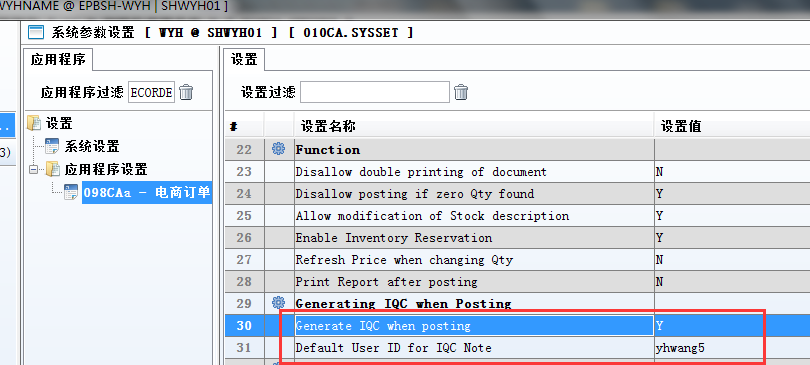 WYHNAME @ EPBSH-WYH | SHWYH01 ]
系统参数设置 [ WYH @ SHWYH01 ] [ 010CA.SYSSET ]
应用程序
应用程序过滤 ECORDE
设置
系统设置
应用程序设置
098CAa - 电商订单
..
3)
设置
设置过滤
# 设置名称 设置值
22 Function
23 Disallow double printing of document N
24 Disallow posting if zero Qty found Y
25 Allow modification of Stock description Y
26 Enable Inventory Reservation Y
27 Refresh Price when changing Qty N
28 Print Report after posting N
29 Generating IQC when Posting
30 Generate IQC when posting Y
31 Default User ID for IQC Note yhwang5